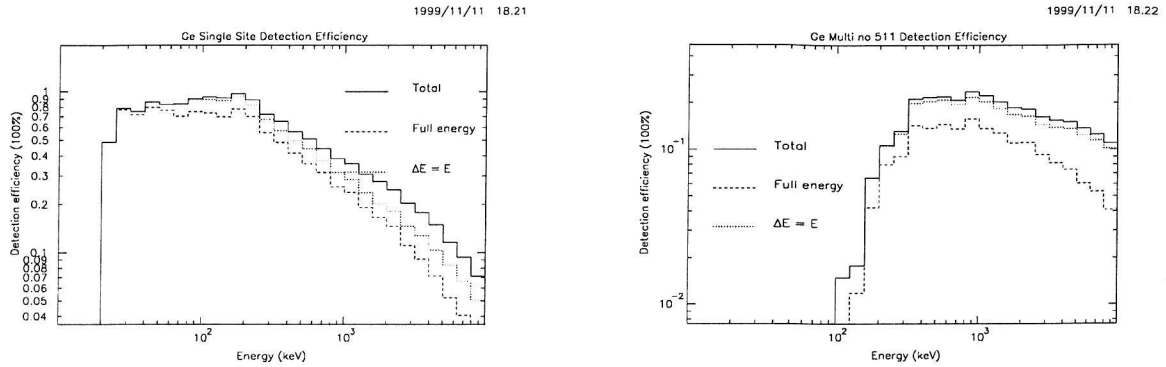 1999/11/11 18.21
Ge Single Site Detection Efficiency
Detection efficiency (100%)
1
0.9
0.8
0.7
0.6
0.5
0.4
0.3
0.2
0.1
0.09
0.08
0.07
0.06
0.05
0.04
Total
Full energy
ΔE = E
10²
10³
Energy (keV)
1999/11/11 18.22
Ge Multi no 511 Detection Efficiency
Detection efficiency (100%)
10⁻¹
10⁻²
Total
Full energy
ΔE = E
10²
10³
Energy (keV)